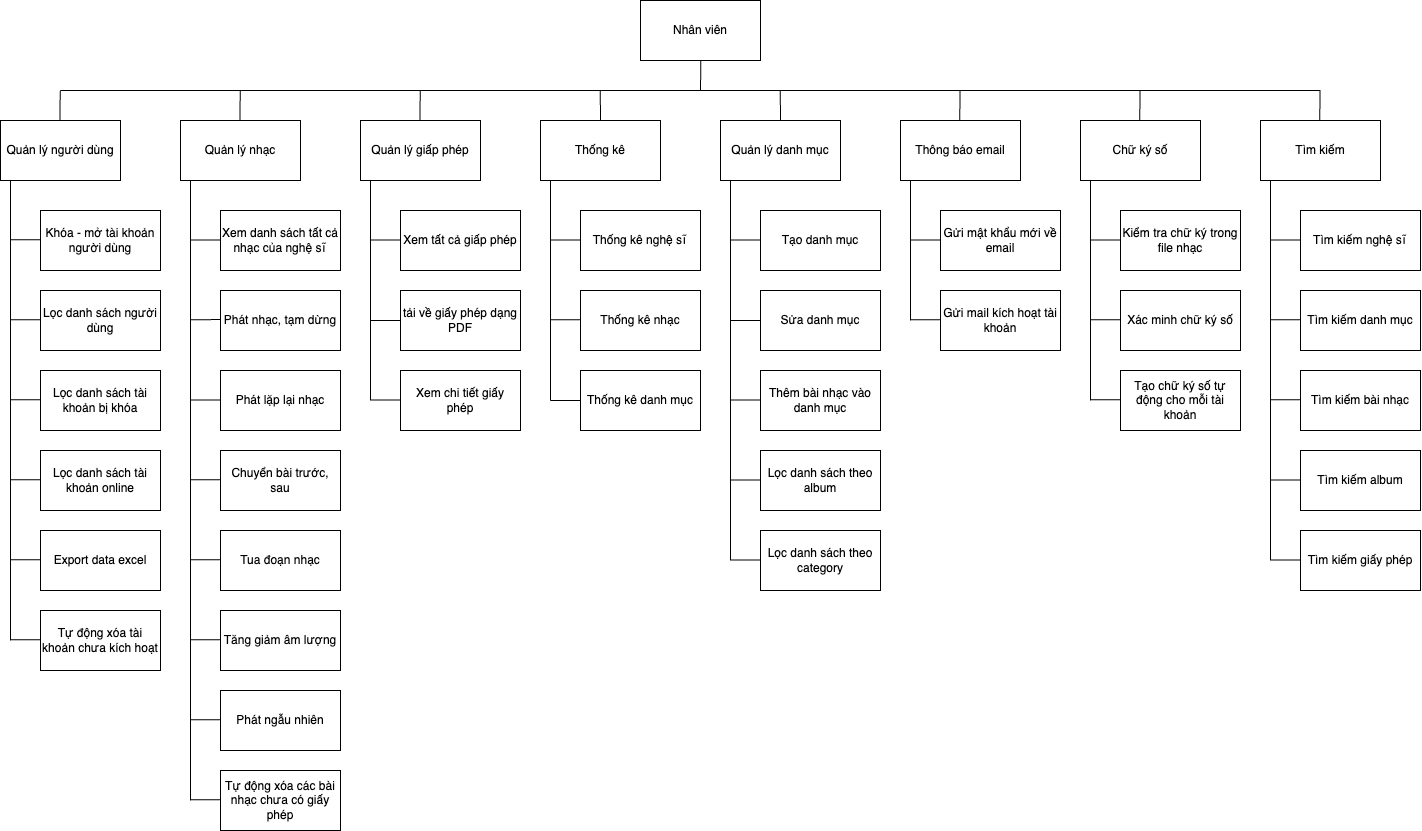 Nhân viên
Quản lý người dùng
Quản lý nhạc
Quản lý giấp phép
Thống kê
Quản lý danh mục
Thông báo email
Chữ ký số
Tìm kiếm
Khóa - mở tài khoản
người dùng
Lọc danh sách người
dùng
Lọc danh sách tài
khoản bị khóa
Lọc danh sách tài
khoản online
Export data excel
Tự động xóa tài
khoản chưa kích hoạt
Xem danh sách tất cả
nhạc của nghệ sĩ
Phát nhạc, tạm dừng
Phát lặp lại nhạc
Chuyển bài trước,
sau
Tua đoạn nhạc
Tăng giảm âm lượng
Phát ngẫu nhiên
Tự động xóa các bài
nhạc chưa có giấy
phép
Xem tất cả giấp phép
tải về giấy phép dạng
PDF
Xem chi tiết giấy
phép
Thống kê nghệ sĩ
Thống kê nhạc
Thống kê danh mục
Tạo danh mục
Sửa danh mục
Thêm bài nhạc vào
danh mục
Lọc danh sách theo
album
Lọc danh sách theo
category
Gửi mật khẩu mới về
email
Gửi mail kích hoạt tài
khoản
Kiểm tra chữ ký trong
file nhạc
Xác minh chữ ký số
Tạo chữ ký số tự
động cho mỗi tài
khoản
Tìm kiếm nghệ sĩ
Tìm kiếm danh mục
Tìm kiếm bài nhạc
Tìm kiếm album
Tìm kiếm giấy phép